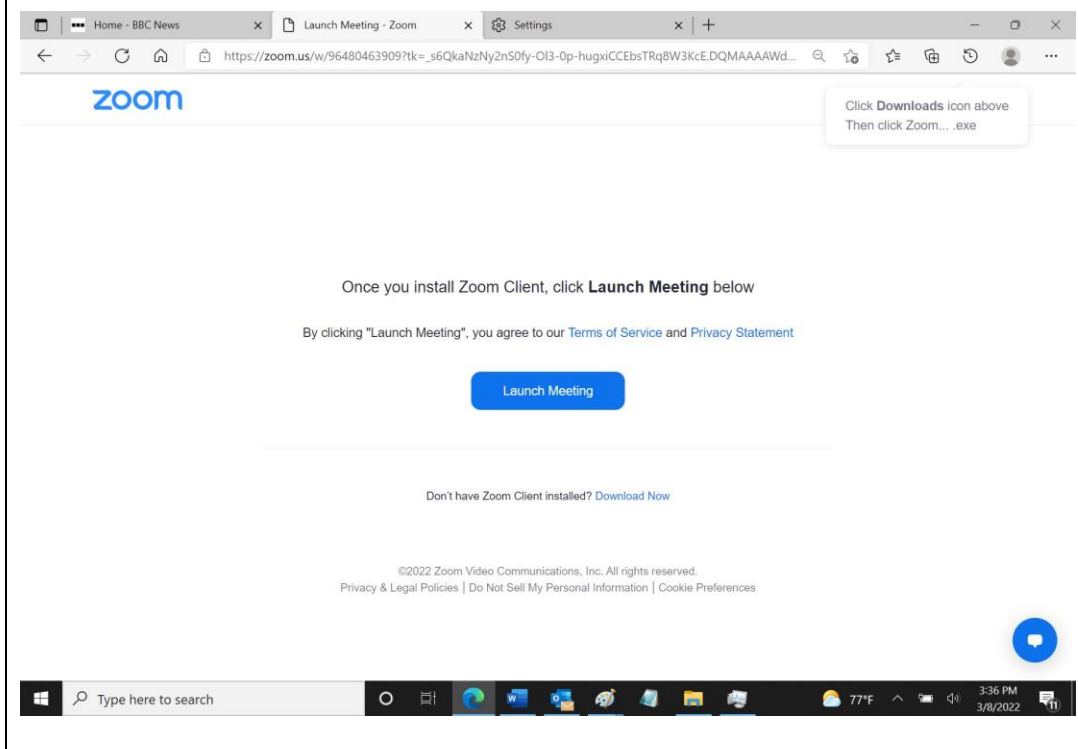 Home - BBC News
Launch Meeting - Zoom
Settings
https://zoom.us/w/96480463909?tk=_s6QkaNzNy2nS0fy-OI3-0p-hugxiCCEbsTRq8W3KcE.DQMAAAAWd...
zoom
Click Downloads icon above
Then click Zoom... .exe
Once you install Zoom Client, click Launch Meeting below
By clicking "Launch Meeting", you agree to our Terms of Service and Privacy Statement
Launch Meeting
Don't have Zoom Client installed? Download Now
©2022 Zoom Video Communications, Inc. All rights reserved.
Privacy & Legal Policies | Do Not Sell My Personal Information | Cookie Preferences
Type here to search
77°F
3:36 PM
3/8/2022
11